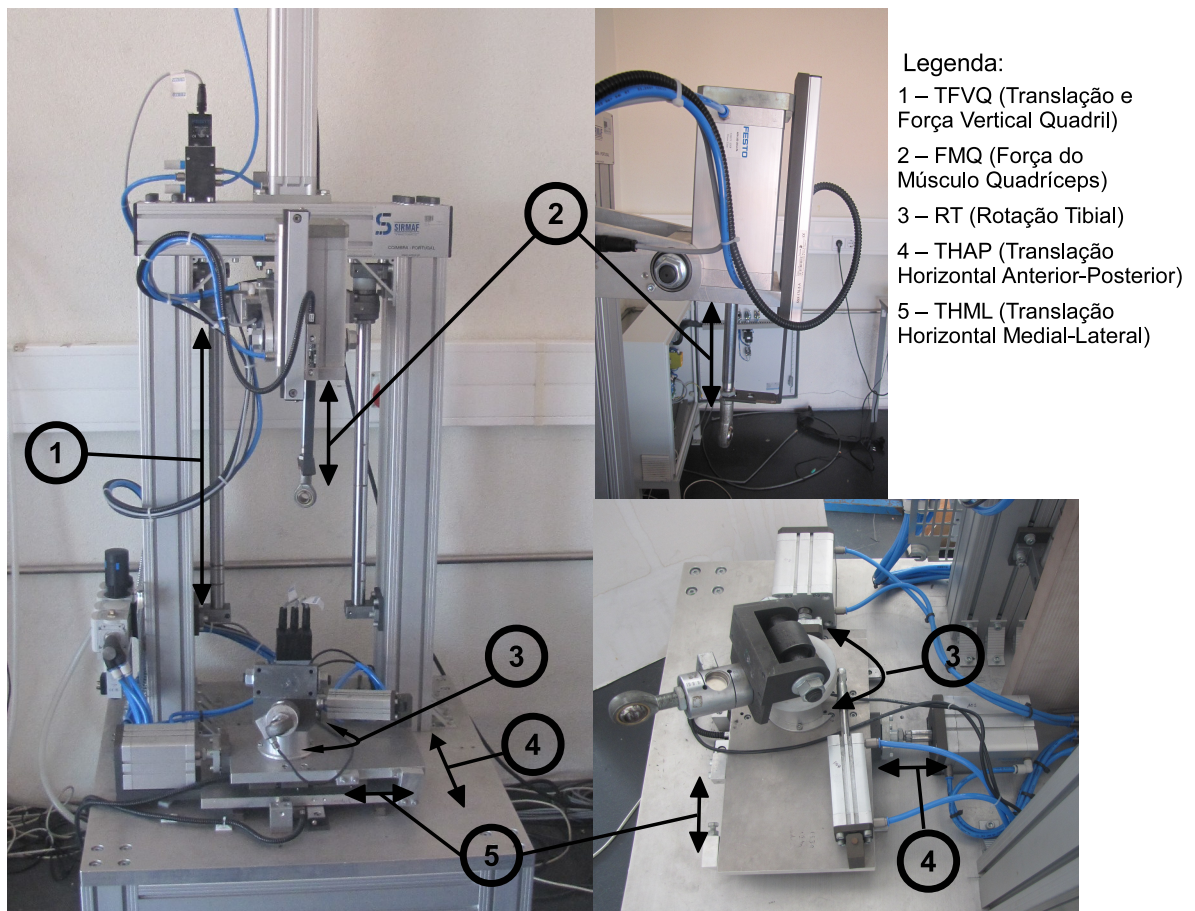 Legenda:
1 – TFVQ (Translação e
Força Vertical Quadril)
2 – FMQ (Força do
Músculo Quadríceps)
3 – RT (Rotação Tibial)
4 – THAP (Translação
Horizontal Anterior-Posterior)
5 – THML (Translação
Horizontal Medial-Lateral)
SIRMAF
COIMBRA - PORTUGAL
FESTO
1
2
3
4
5
3
4